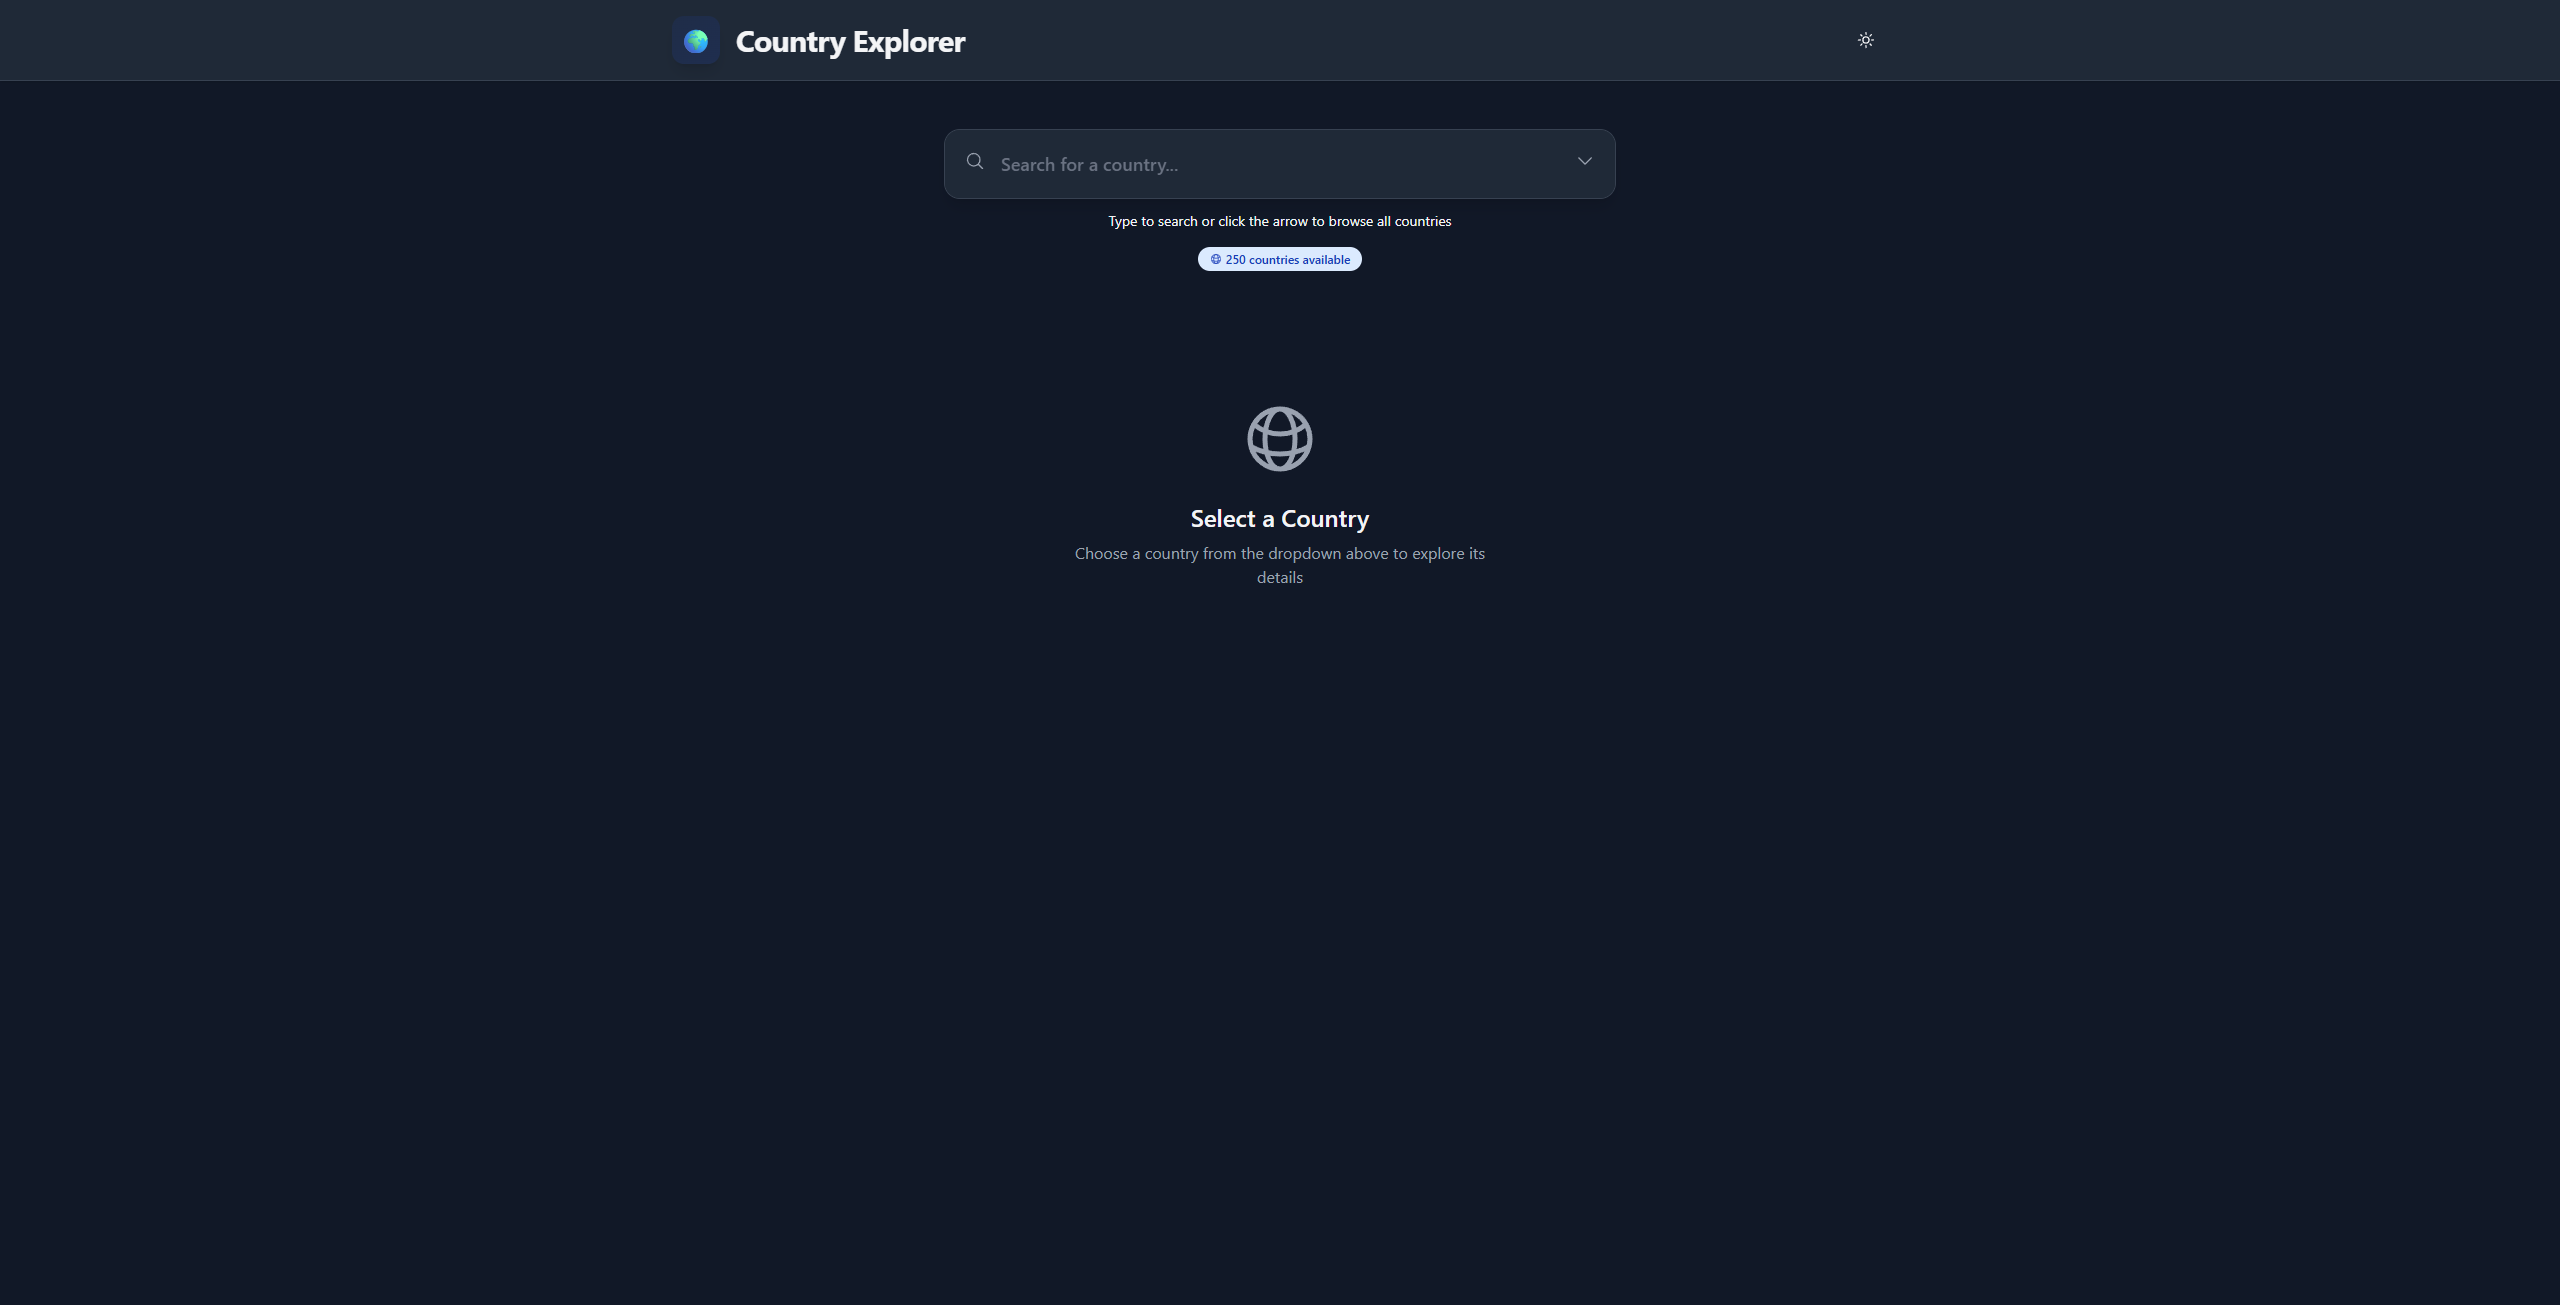 Country Explorer
Search for a country...
Type to search or click the arrow to browse all countries
250 countries available
Select a Country
Choose a country from the dropdown above to explore its
details